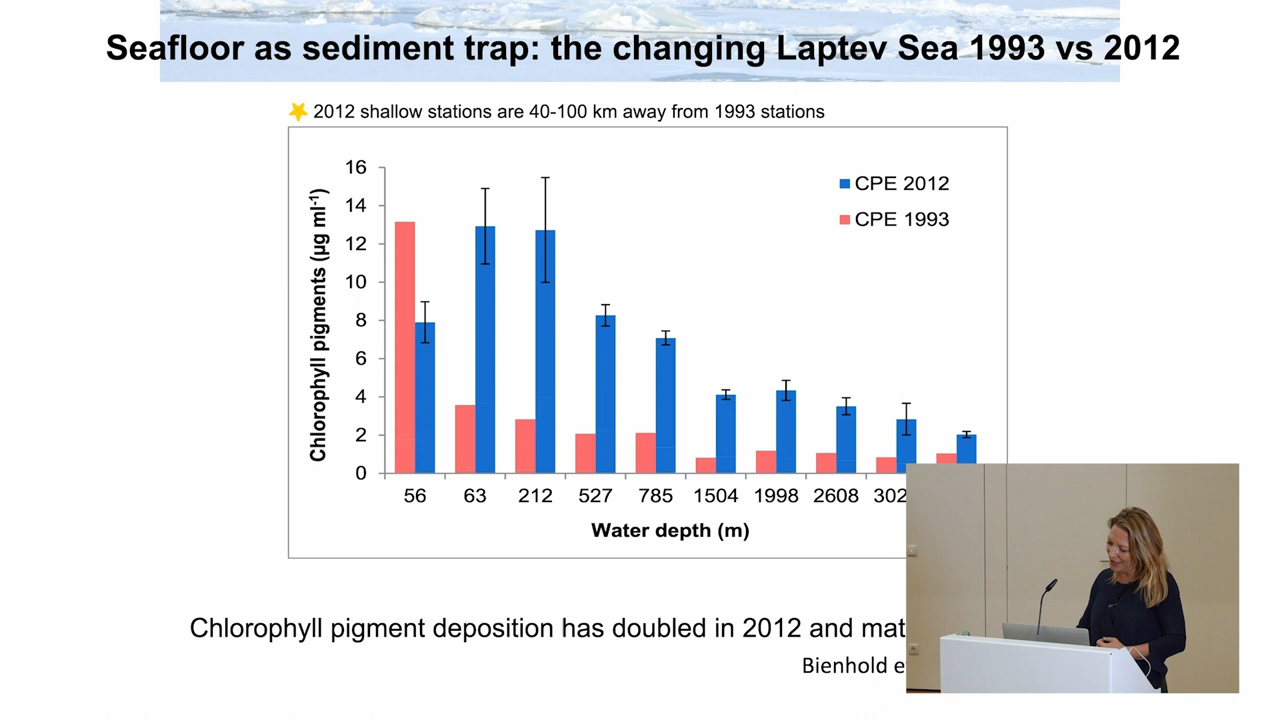 Seafloor as sediment trap: the changing Laptev Sea 1993 vs 2012
2012 shallow stations are 40-100 km away from 1993 stations
16
14
12
10
8
6
4
2
0
Chlorophyll pigments (µg ml⁻¹)
CPE 2012
CPE 1993
56 63 212 527 785 1504 1998 2608 302
Water depth (m)
Chlorophyll pigment deposition has doubled in 2012 and mat
Bienhold e